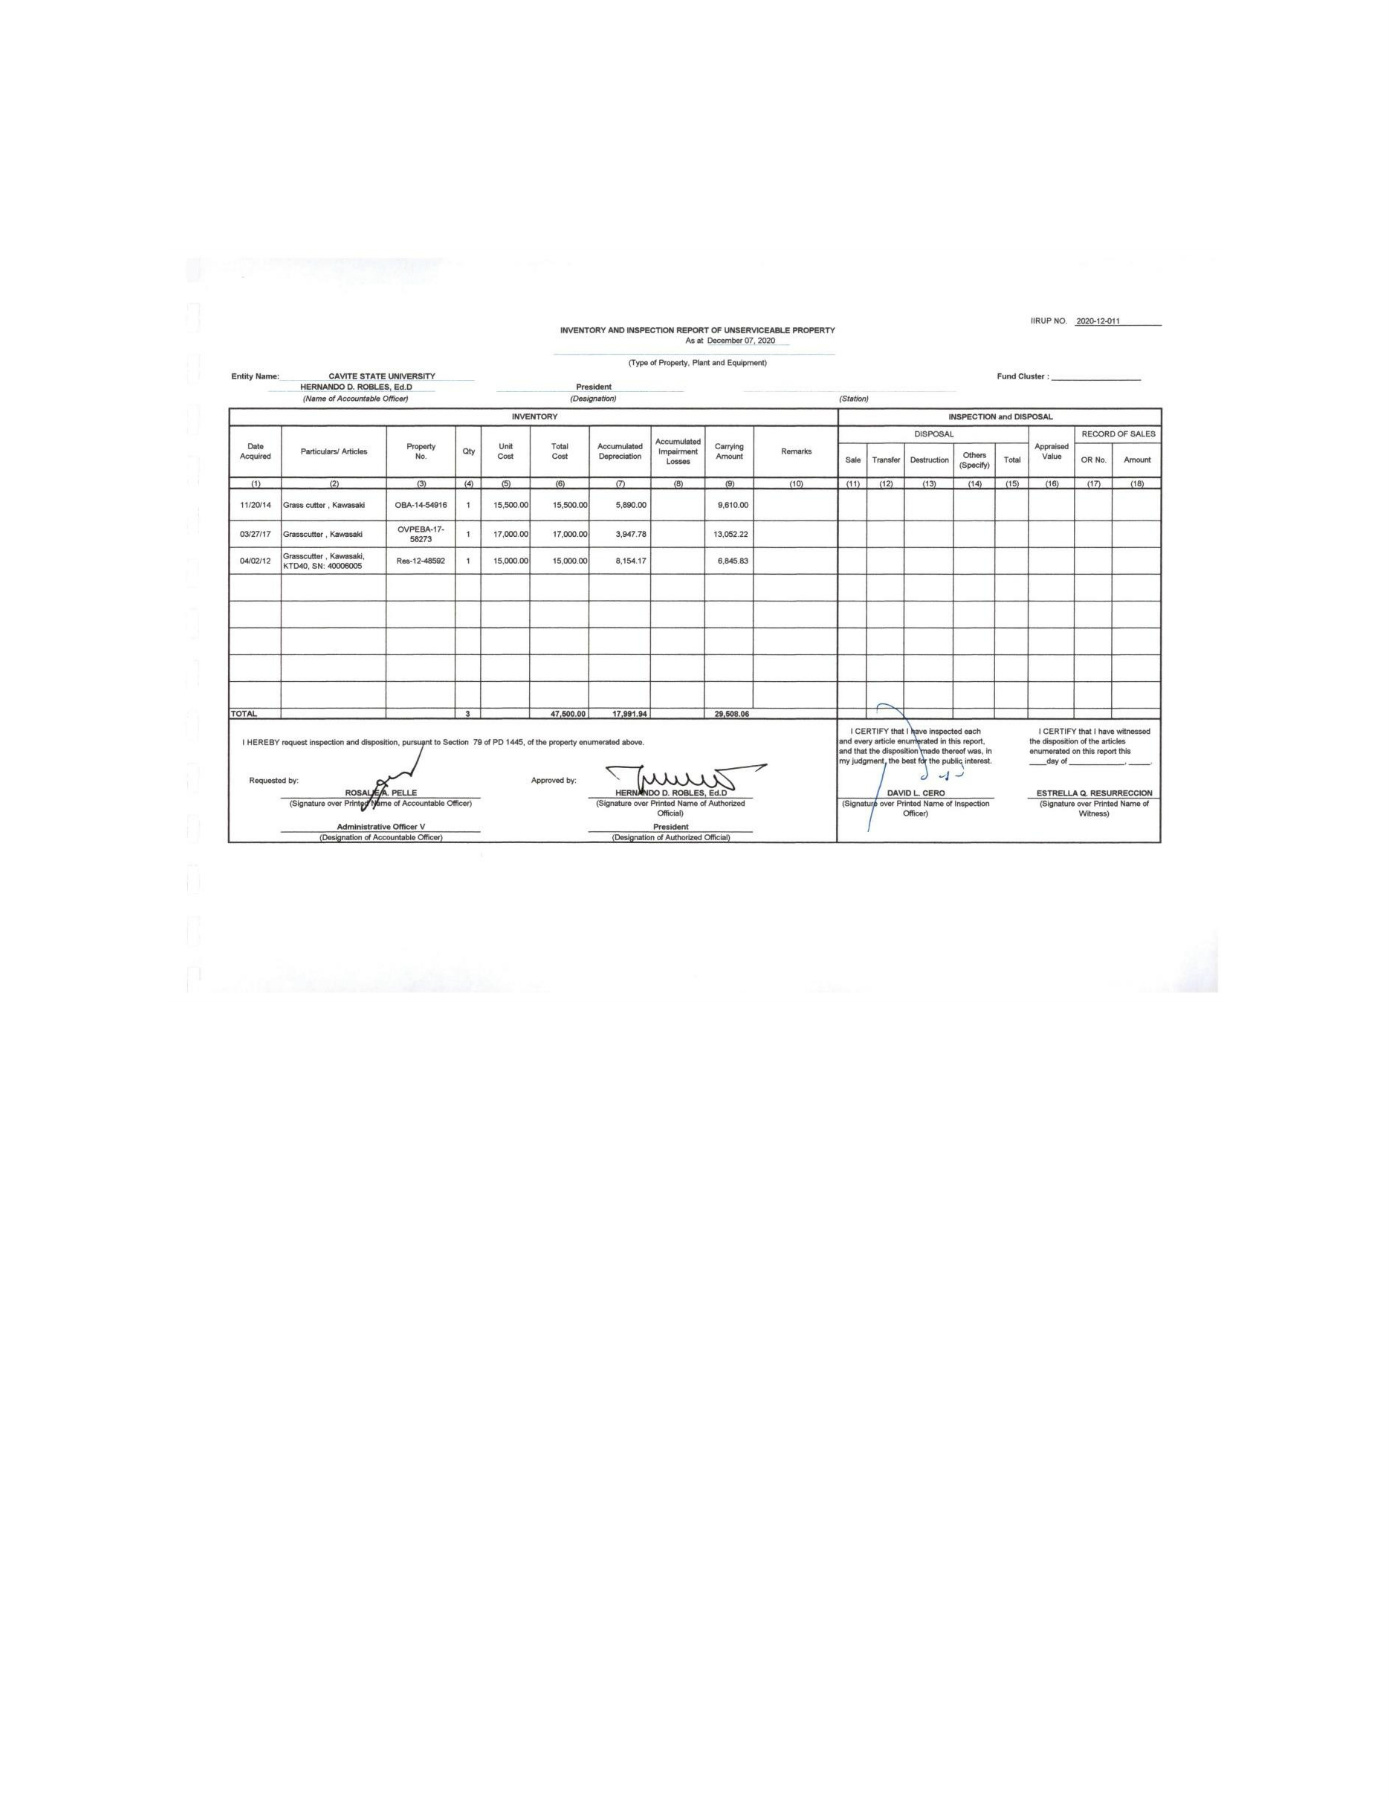 IIRUP NO. 2020-12-011
INVENTORY AND INSPECTION REPORT OF UNSERVICEABLE PROPERTY
As at December 07, 2020
(Type of Property, Plant and Equipment)
Entity Name: CAVITE STATE UNIVERSITY Fund Cluster :
HERNANDO D. ROBLES, Ed.D President
(Name of Accountable Officer) (Designation) (Station)
INVENTORY INSPECTION and DISPOSAL
DISPOSAL RECORD OF SALES
Date Acquired Particulars/ Articles Property No. Qty Unit Cost Total Cost Accumulated Depreciation Accumulated Impairment Losses Carrying Amount Remarks Sale Transfer Destruction Others (Specify) Total Appraised Value OR No. Amount
(1) (2) (3) (4) (5) (6) (7) (8) (9) (10) (11) (12) (13) (14) (15) (16) (17) (18)
11/20/14 Grass cutter , Kawasaki OBA-14-54916 1 15,500.00 15,500.00 5,890.00 9,610.00
03/27/17 Grasscutter , Kawasaki OVPEBA-17-58273 1 17,000.00 17,000.00 3,947.78 13,052.22
04/02/12 Grasscutter , Kawasaki, KTD40, SN: 40006005 Res-12-48592 1 15,000.00 15,000.00 8,154.17 6,845.83
TOTAL 3 47,500.00 17,991.94 29,508.06
I HEREBY request inspection and disposition, pursuant to Section 79 of PD 1445, of the property enumerated above.
Requested by:
ROSALIE A. PELLE
(Signature over Printed Name of Accountable Officer)
Administrative Officer V
(Designation of Accountable Officer)
Approved by:
HERNANDO D. ROBLES, Ed.D
(Signature over Printed Name of Authorized
Official)
President
(Designation of Authorized Official)
I CERTIFY that I have inspected each
and every article enumerated in this report,
and that the disposition made thereof was, in
my judgment, the best for the public interest.
DAVID L. CERO
(Signature over Printed Name of Inspection
Officer)
I CERTIFY that I have witnessed
the disposition of the articles
enumerated on this report this
____day of ______________, _____.
ESTRELLA Q. RESURRECCION
(Signature over Printed Name of
Witness)